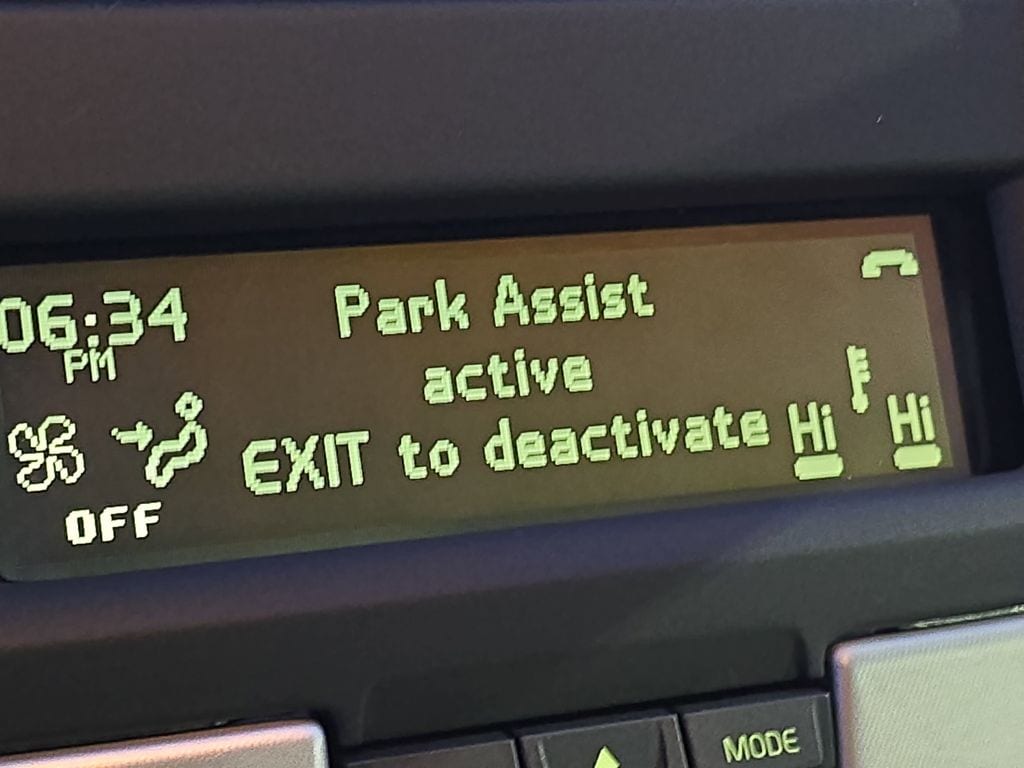 06:34
PM
Park Assist
active
EXIT to deactivate
Hi
Hi
OFF
MODE